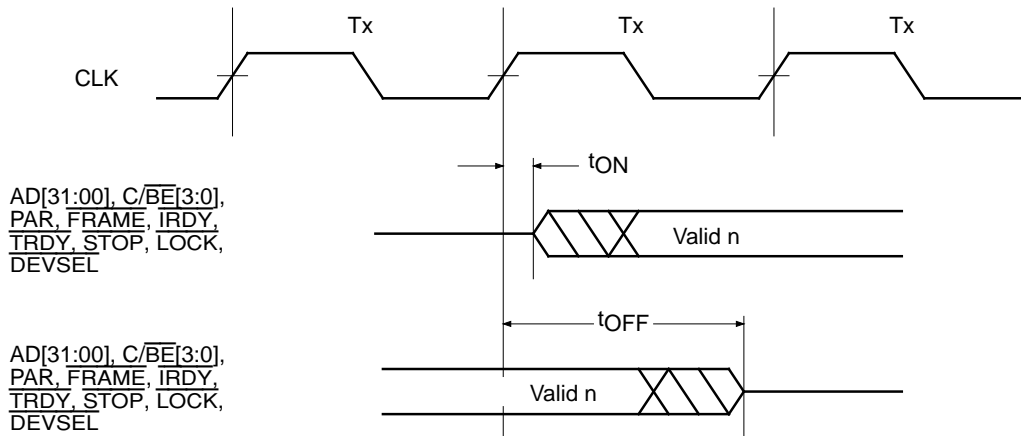 Tx Tx Tx
CLK
tON
AD[31:00], C/BE[3:0],
PAR, FRAME, IRDY,
TRDY, STOP, LOCK,
DEVSEL
Valid n
tOFF
AD[31:00], C/BE[3:0],
PAR, FRAME, IRDY,
TRDY, STOP, LOCK,
DEVSEL
Valid n